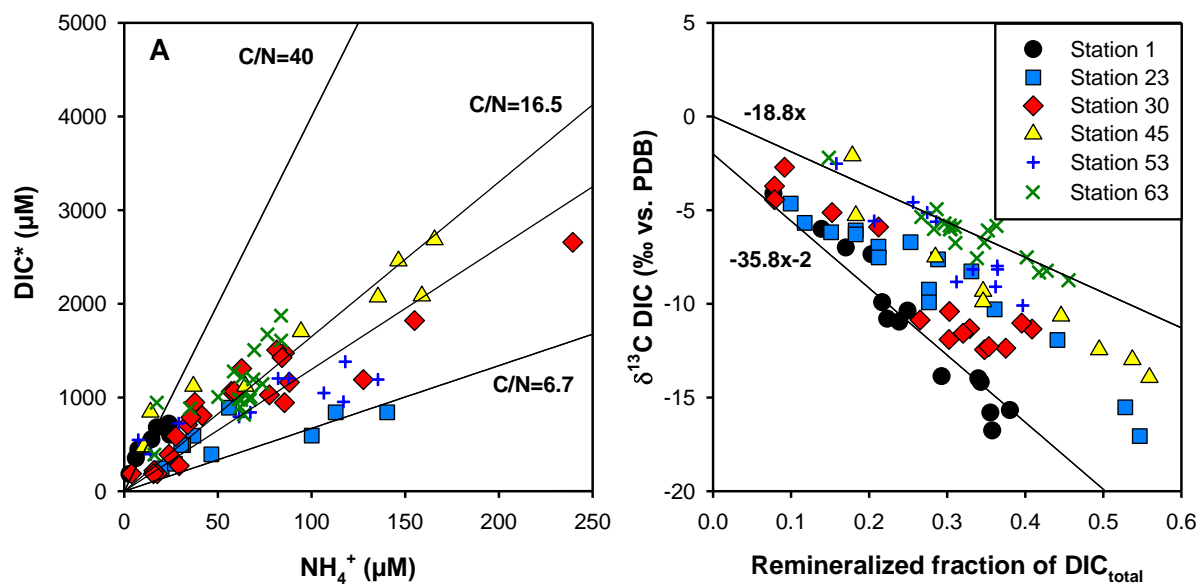 A
C/N=40
C/N=16.5
C/N=6.7
DIC* (µM)
5000
4000
3000
2000
1000
0
0
50
100
150
200
250
NH₄⁺ (µM)
Station 1
Station 23
Station 30
Station 45
Station 53
Station 63
-18.8x
-35.8x-2
δ¹³C DIC (‰ vs. PDB)
5
0
-5
-10
-15
-20
0.0
0.1
0.2
0.3
0.4
0.5
0.6
Remineralized fraction of DICtotal